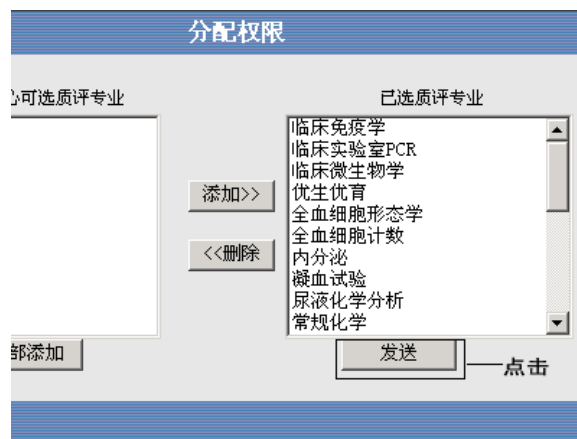 分配权限
心可选质评专业
已选质评专业
临床免疫学
临床实验室PCR
临床微生物学
优生优育
全血细胞形态学
全血细胞计数
内分泌
凝血试验
尿液化学分析
常规化学
添加>>
<<删除
部添加
发送
点击